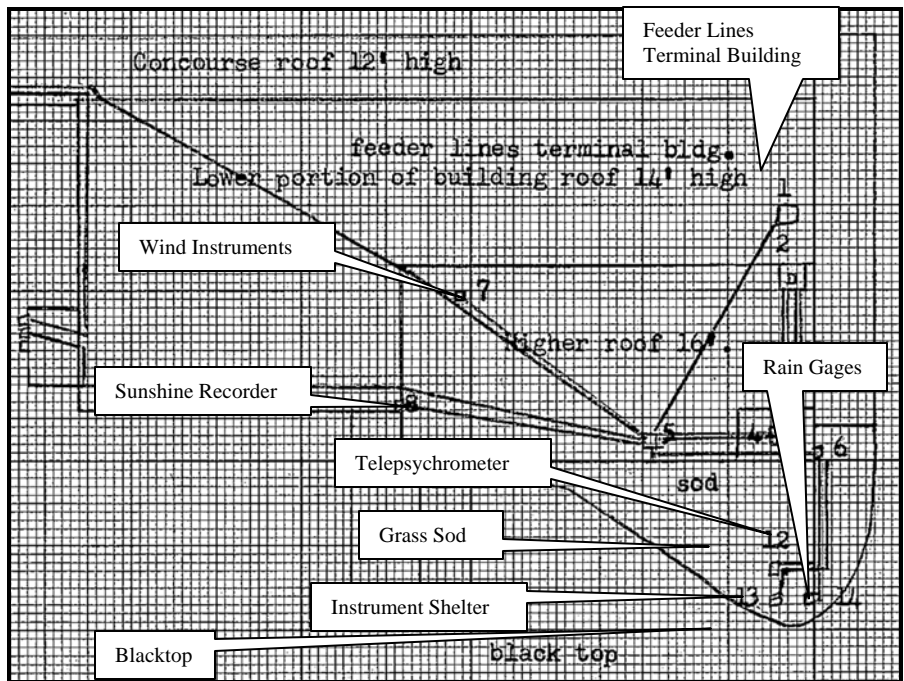 Feeder Lines
Terminal Building
Concourse roof 12' high
feeder lines terminal bldg.
Lower portion of building roof 14' high
1
2
b
Wind Instruments
7
Higher roof 16'.
Rain Gages
Sunshine Recorder
8
5
4
6
Telepsychrometer
sod
Grass Sod
12
Instrument Shelter
13
14
Blacktop
black top